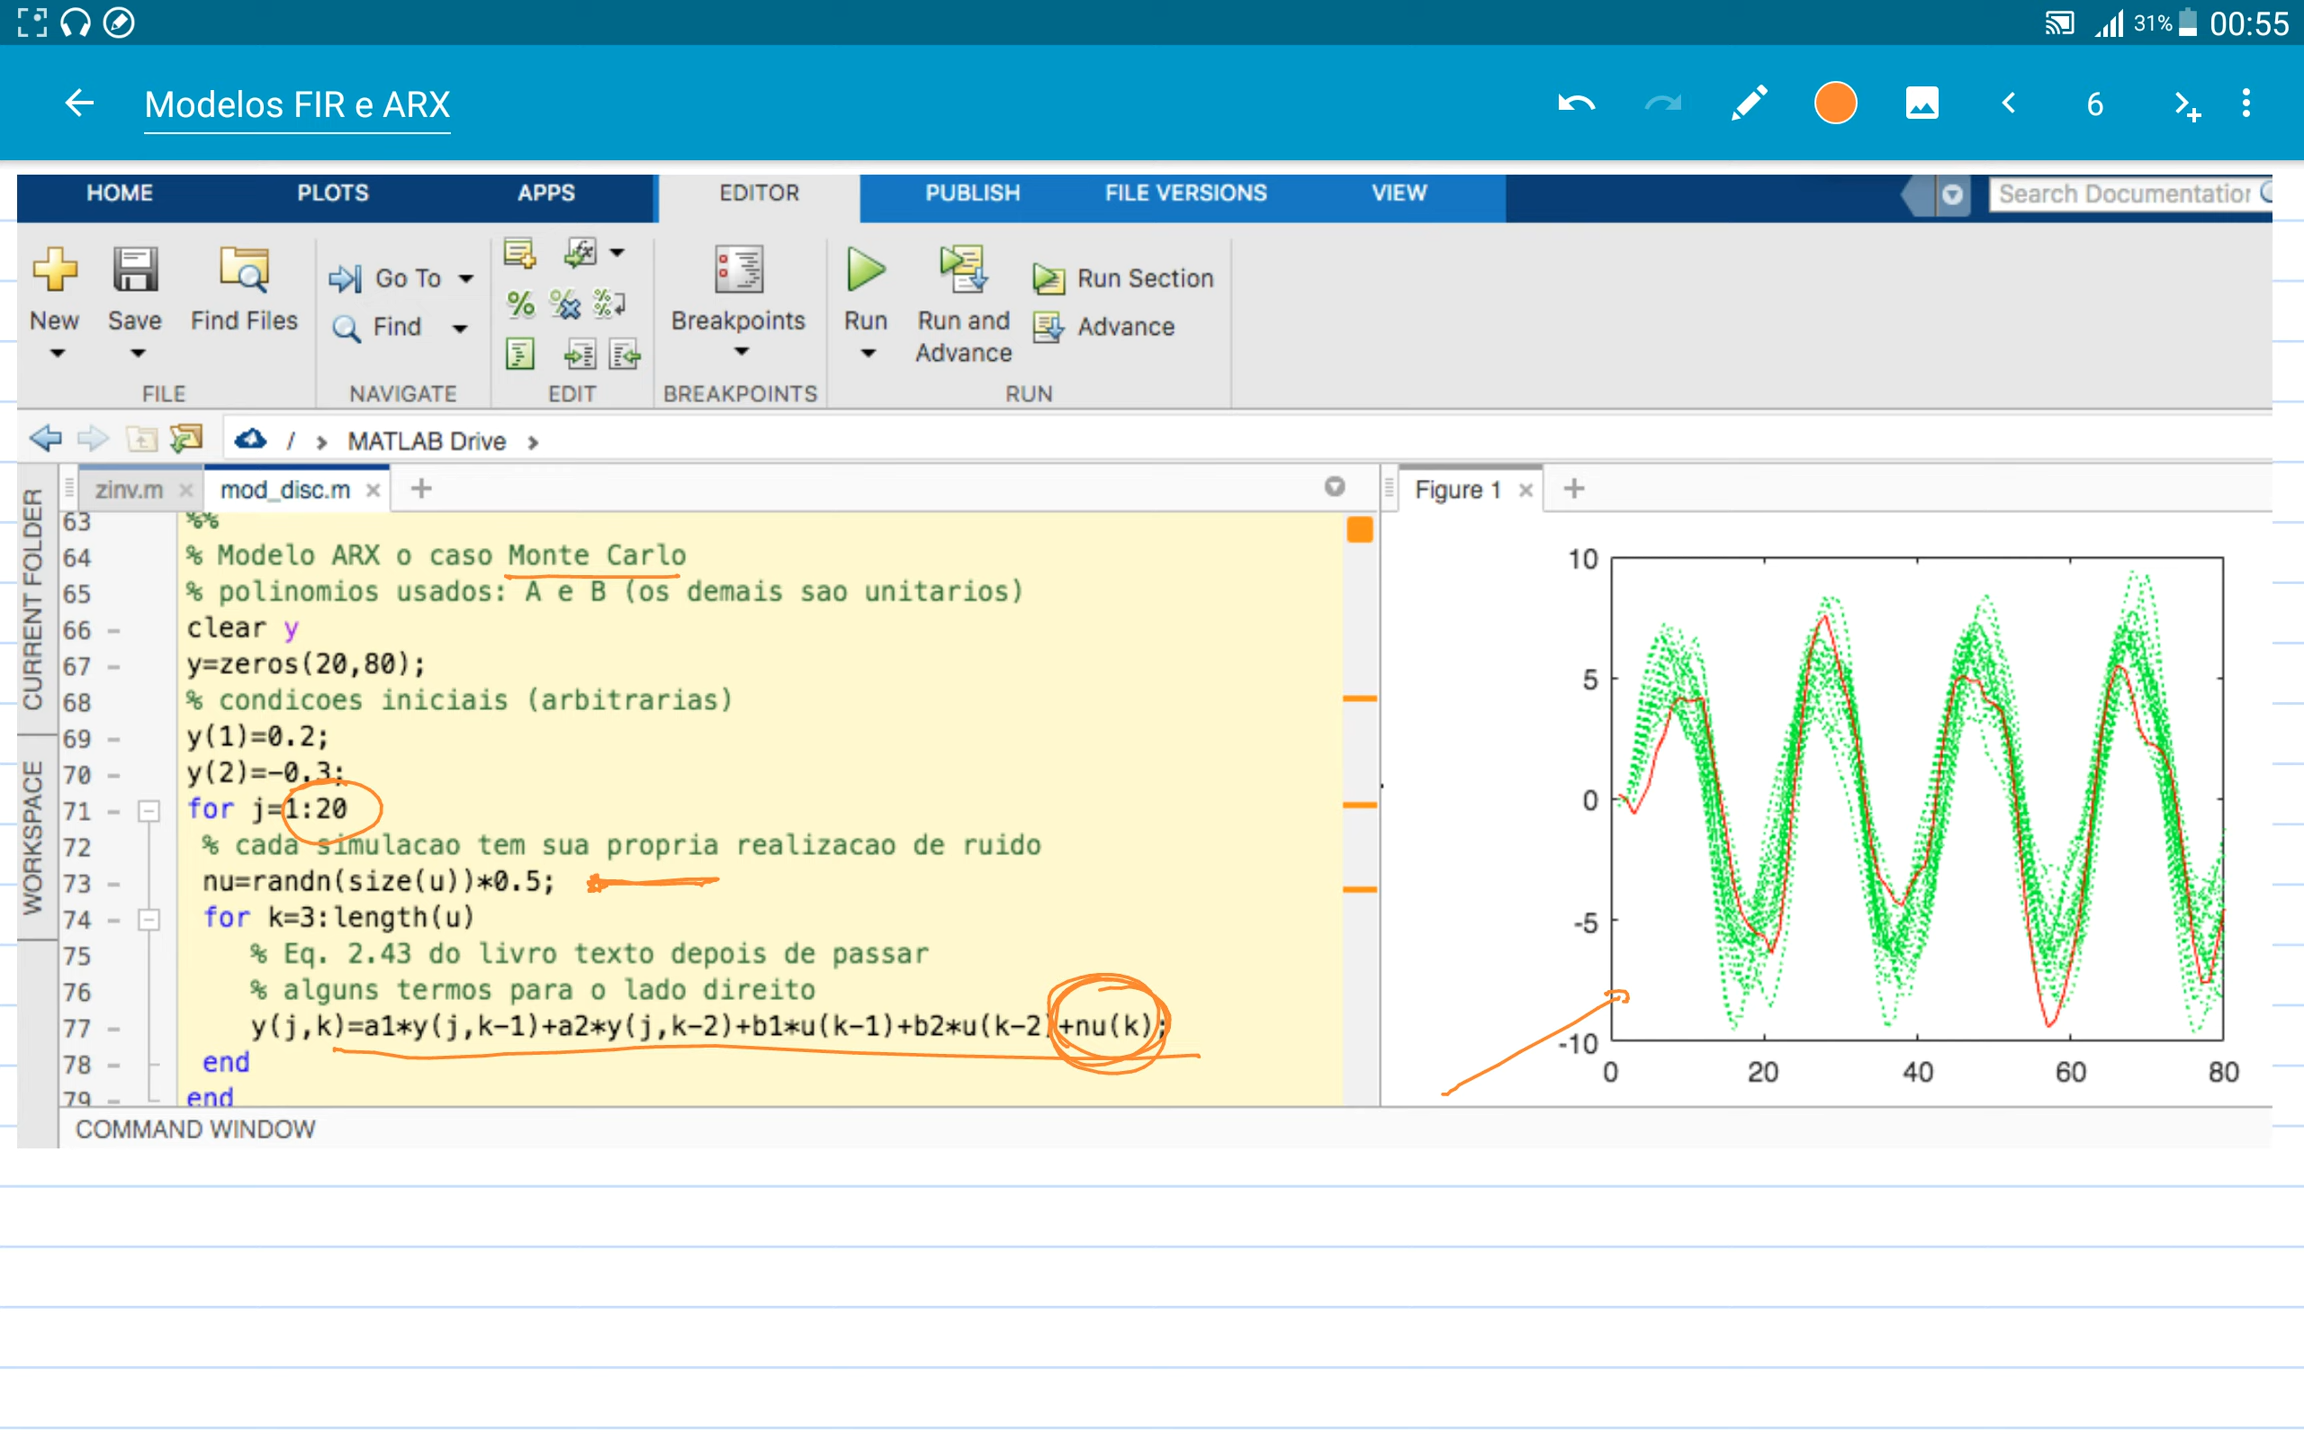 31% 00:55
Modelos FIR e ARX 6
HOME PLOTS APPS EDITOR PUBLISH FILE VERSIONS VIEW Search Documentation
New Save Find Files Go To Find Breakpoints Run Run and Advance Run Section Advance
FILE NAVIGATE EDIT BREAKPOINTS RUN
/ › MATLAB Drive ›
CURRENT FOLDER
WORKSPACE
zinv.m × mod_disc.m × +
63 %%
64 % Modelo ARX o caso Monte Carlo
65 % polinomios usados: A e B (os demais sao unitarios)
66 – clear y
67 – y=zeros(20,80);
68 % condicoes iniciais (arbitrarias)
69 – y(1)=0.2;
70 – y(2)=-0.3;
71 – for j=1:20
72 % cada simulacao tem sua propria realizacao de ruido
73 – nu=randn(size(u))*0.5;
74 – for k=3:length(u)
75 % Eq. 2.43 do livro texto depois de passar
76 % alguns termos para o lado direito
77 – y(j,k)=a1*y(j,k-1)+a2*y(j,k-2)+b1*u(k-1)+b2*u(k-2)+nu(k);
78 – end
79 – end
COMMAND WINDOW
Figure 1 × +
10
5
0
-5
-10
0 20 40 60 80